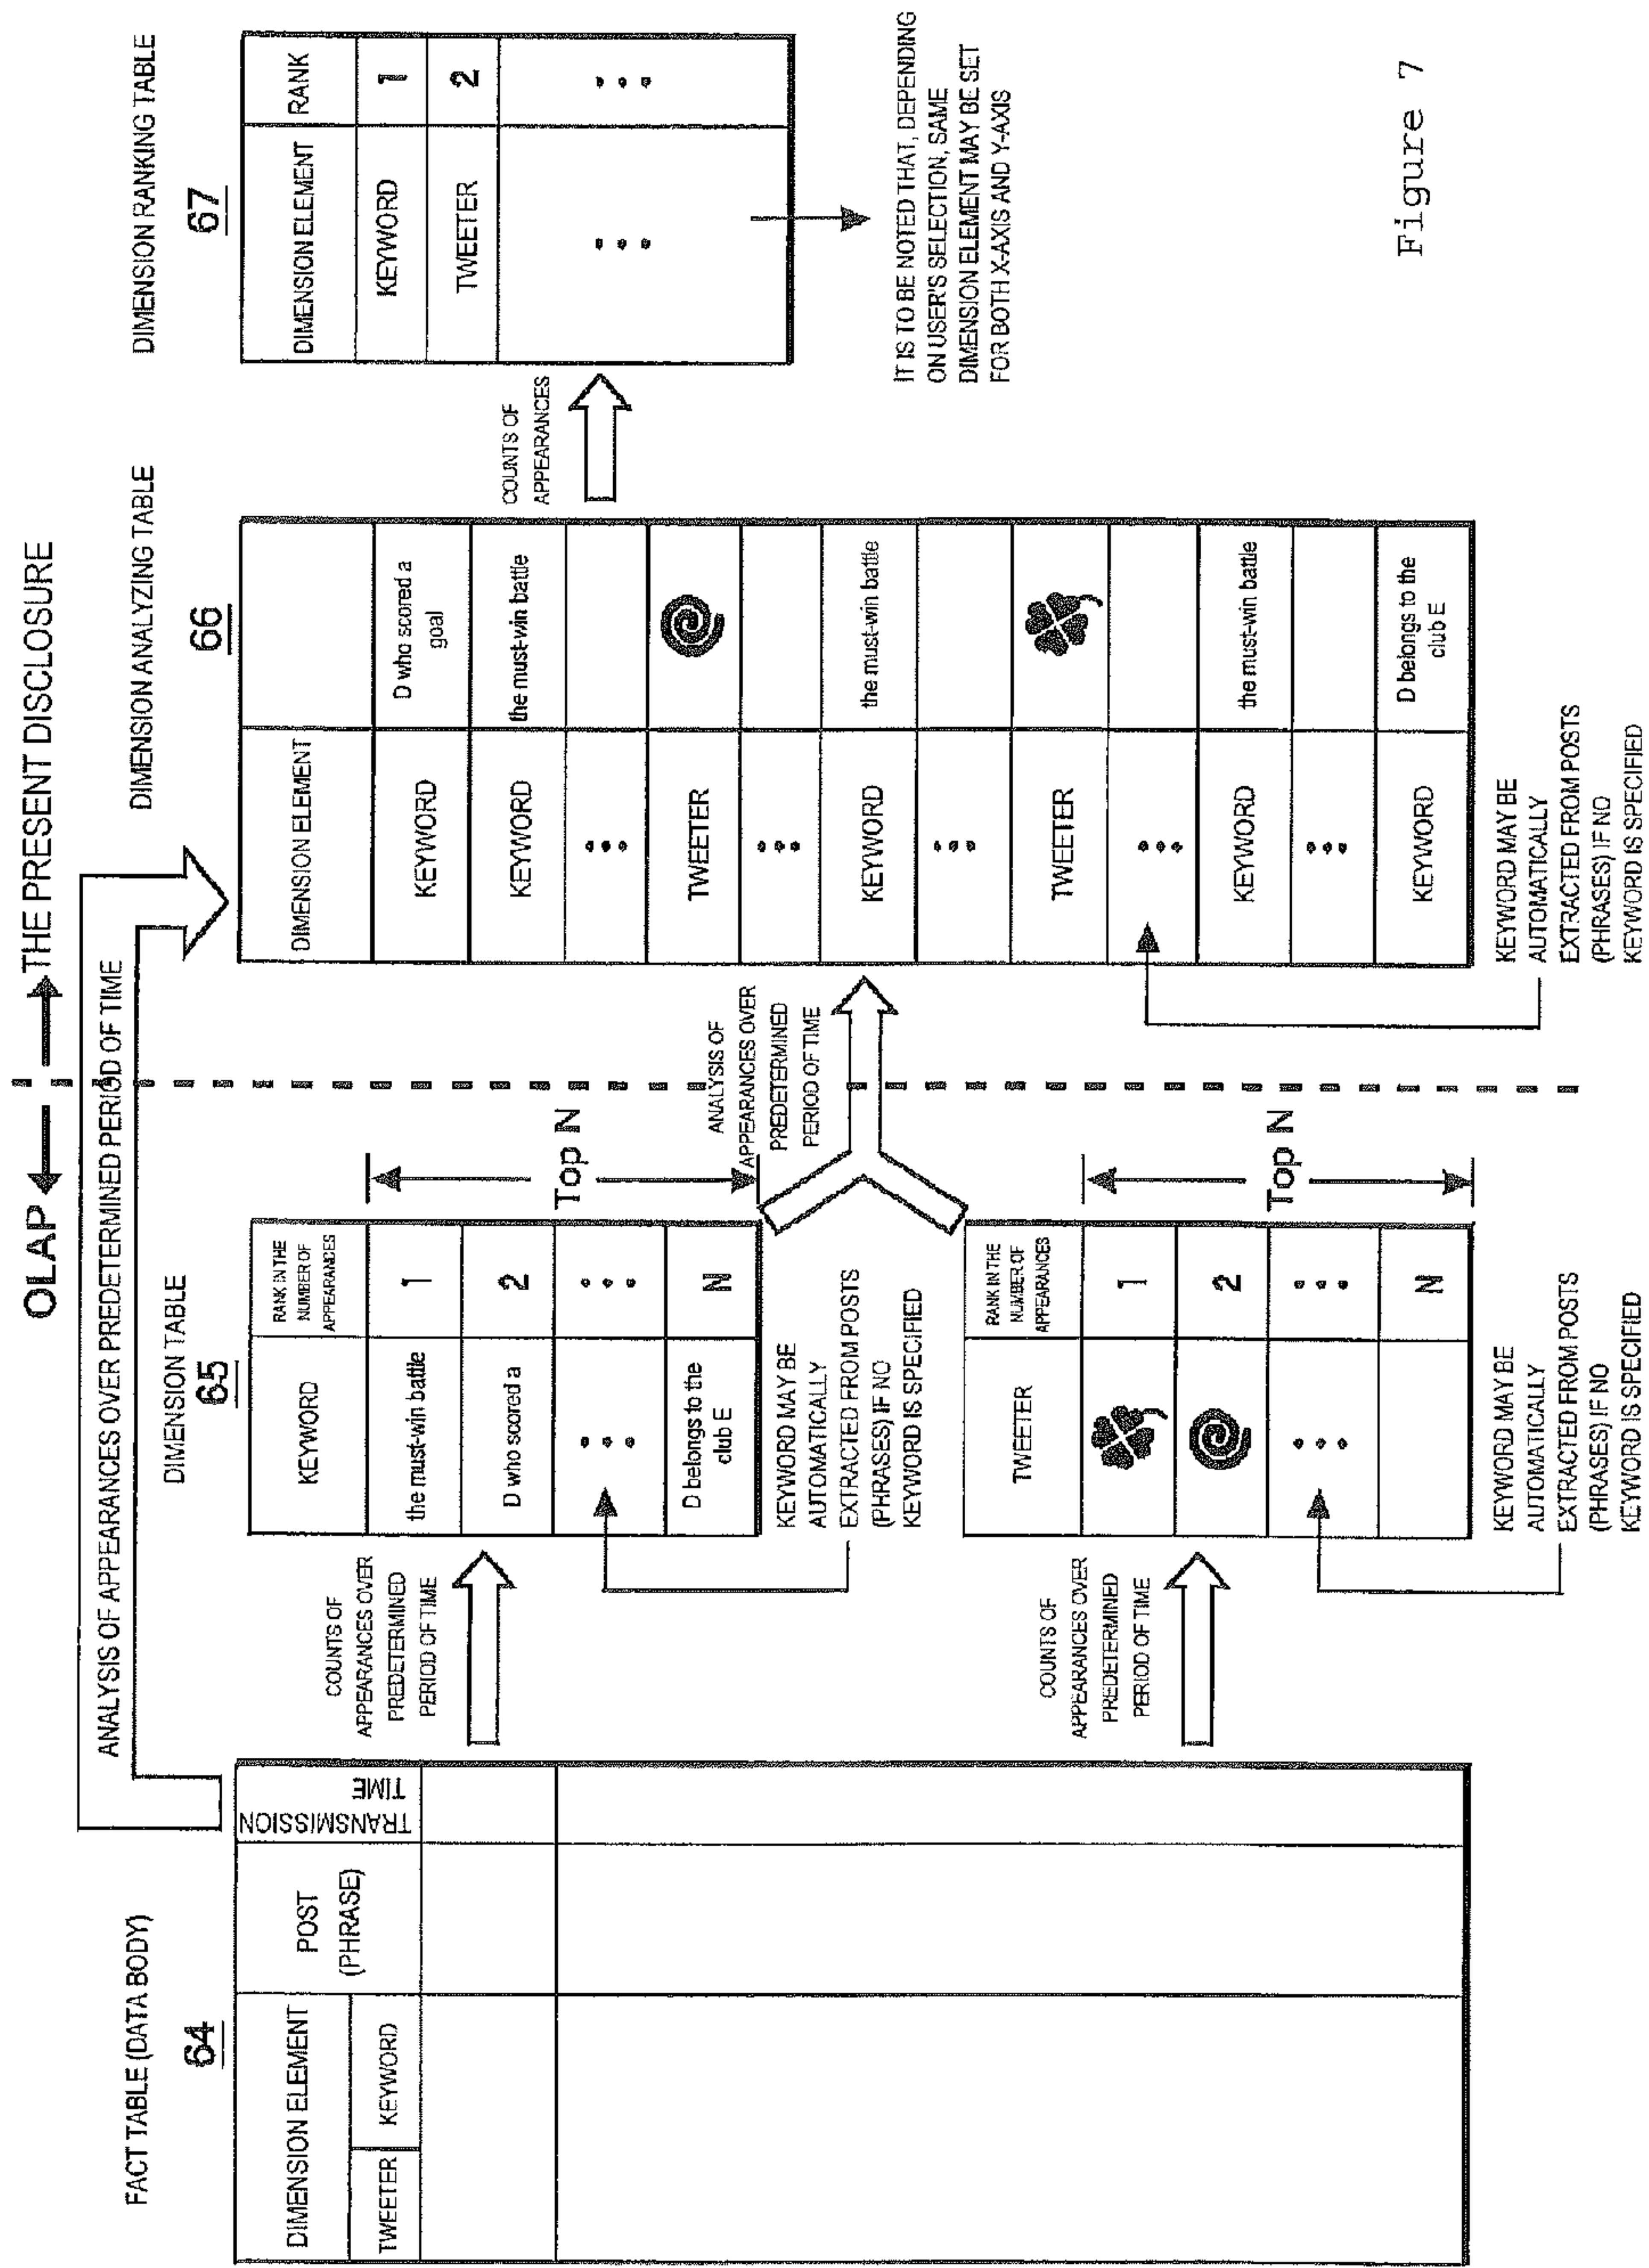 OLAP
THE PRESENT DISCLOSURE
ANALYSIS OF APPEARANCES OVER PREDETERMINED PERIOD OF TIME
FACT TABLE (DATA BODY)
64
DIMENSION ELEMENT
TWEETER
KEYWORD
POST
(PHRASE)
TRANSMISSION
TIME
COUNTS OF
APPEARANCES OVER
PREDETERMINED
PERIOD OF TIME
COUNTS OF
APPEARANCES OVER
PREDETERMINED
PERIOD OF TIME
DIMENSION TABLE
65
KEYWORD
RANK IN THE
NUMBER OF
APPEARANCES
the must-win battle
1
D who scored a
2
D belongs to the
club E
N
Top N
KEYWORD MAY BE
AUTOMATICALLY
EXTRACTED FROM POSTS
(PHRASES) IF NO
KEYWORD IS SPECIFIED
TWEETER
RANK IN THE
NUMBER OF
APPEARANCES
1
2
N
Top N
KEYWORD MAY BE
AUTOMATICALLY
EXTRACTED FROM POSTS
(PHRASES) IF NO
KEYWORD IS SPECIFIED
ANALYSIS OF
APPEARANCES OVER
PREDETERMINED
PERIOD OF TIME
DIMENSION ANALYZING TABLE
66
DIMENSION ELEMENT
KEYWORD
D who scored a
goal
KEYWORD
the must-win battle
TWEETER
KEYWORD
the must-win battle
TWEETER
KEYWORD
the must-win battle
KEYWORD
D belongs to the
club E
KEYWORD MAY BE
AUTOMATICALLY
EXTRACTED FROM POSTS
(PHRASES) IF NO
KEYWORD IS SPECIFIED
COUNTS OF
APPEARANCES
DIMENSION RANKING TABLE
67
DIMENSION ELEMENT
RANK
KEYWORD
1
TWEETER
2
IT IS TO BE NOTED THAT, DEPENDING
ON USER'S SELECTION, SAME
DIMENSION ELEMENT MAY BE SET
FOR BOTH X-AXIS AND Y-AXIS
Figure 7